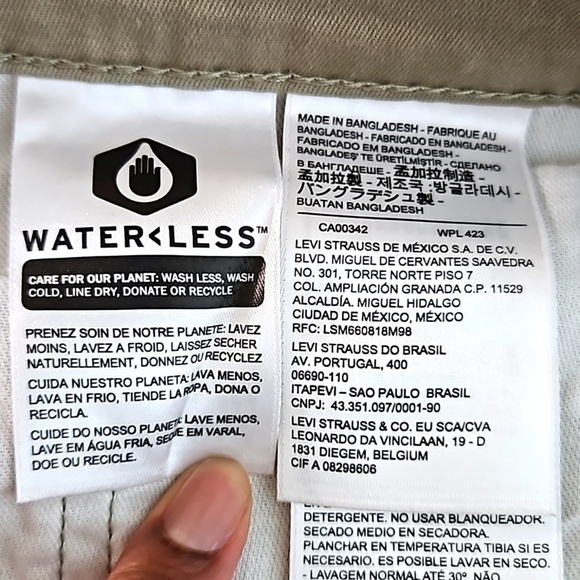 WATER<LESS™
CARE FOR OUR PLANET: WASH LESS, WASH
COLD, LINE DRY, DONATE OR RECYCLE
PRENEZ SOIN DE NOTRE PLANETE: LAVEZ
MOINS, LAVEZ A FROID, LAISSEZ SECHER
NATURELLEMENT, DONNEZ OU RECYCLEZ
CUIDA NUESTRO PLANETA: LAVA MENOS,
LAVA EN FRIO, TIENDE LA ROPA, DONA O
RECICLA.
CUIDE DO NOSSO PLANETA: LAVE MENOS,
LAVE EM ÁGUA FRIA, SEQUE EM VARAL,
DOE OU RECICLE.
MADE IN BANGLADESH - FABRIQUE AU
BANGLADESH - FABRICADO EN BANGLADESH -
FABRICADO EM BANGLADESH -
BANGLADEŞ'TE ÜRETİLMİŞTİR - СДЕЛАНО
В БАНГЛАДЕШЕ - 孟加拉制造 -
孟加拉製 - 제조국 :방글라데시 -
バングラデシュ製 -
BUATAN BANGLADESH
CA00342 WPL 423
LEVI STRAUSS DE MÉXICO S.A. DE C.V.
BLVD. MIGUEL DE CERVANTES SAAVEDRA
NO. 301, TORRE NORTE PISO 7
COL. AMPLIACIÓN GRANADA C.P. 11529
ALCALDÍA. MIGUEL HIDALGO
CIUDAD DE MÉXICO, MÉXICO
RFC: LSM660818M98
LEVI STRAUSS DO BRASIL
AV. PORTUGAL, 400
06690-110
ITAPEVI – SAO PAULO BRASIL
CNPJ: 43.351.097/0001-90
LEVI STRAUSS & CO. EU SCA/CVA
LEONARDO DA VINCILAAN, 19 - D
1831 DIEGEM, BELGIUM
CIF A 08298606
DETERGENTE. NO USAR BLANQUEADOR.
SECADO MEDIO EN SECADORA.
PLANCHAR EN TEMPERATURA TIBIA SI ES
NECESARIO. ES POSIBLE LAVAR EN SECO.
- LAVAGEM NORMAL ATÉ 30°. NÃO